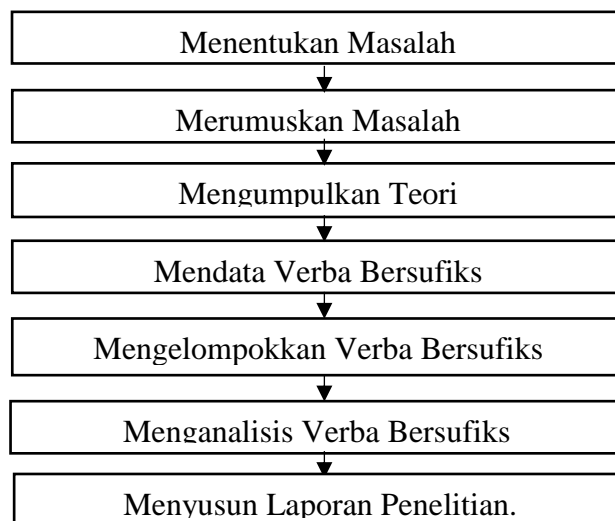 Menentukan Masalah
Merumuskan Masalah
Mengumpulkan Teori
Mendata Verba Bersufiks
Mengelompokkan Verba Bersufiks
Menganalisis Verba Bersufiks
Menyusun Laporan Penelitian.